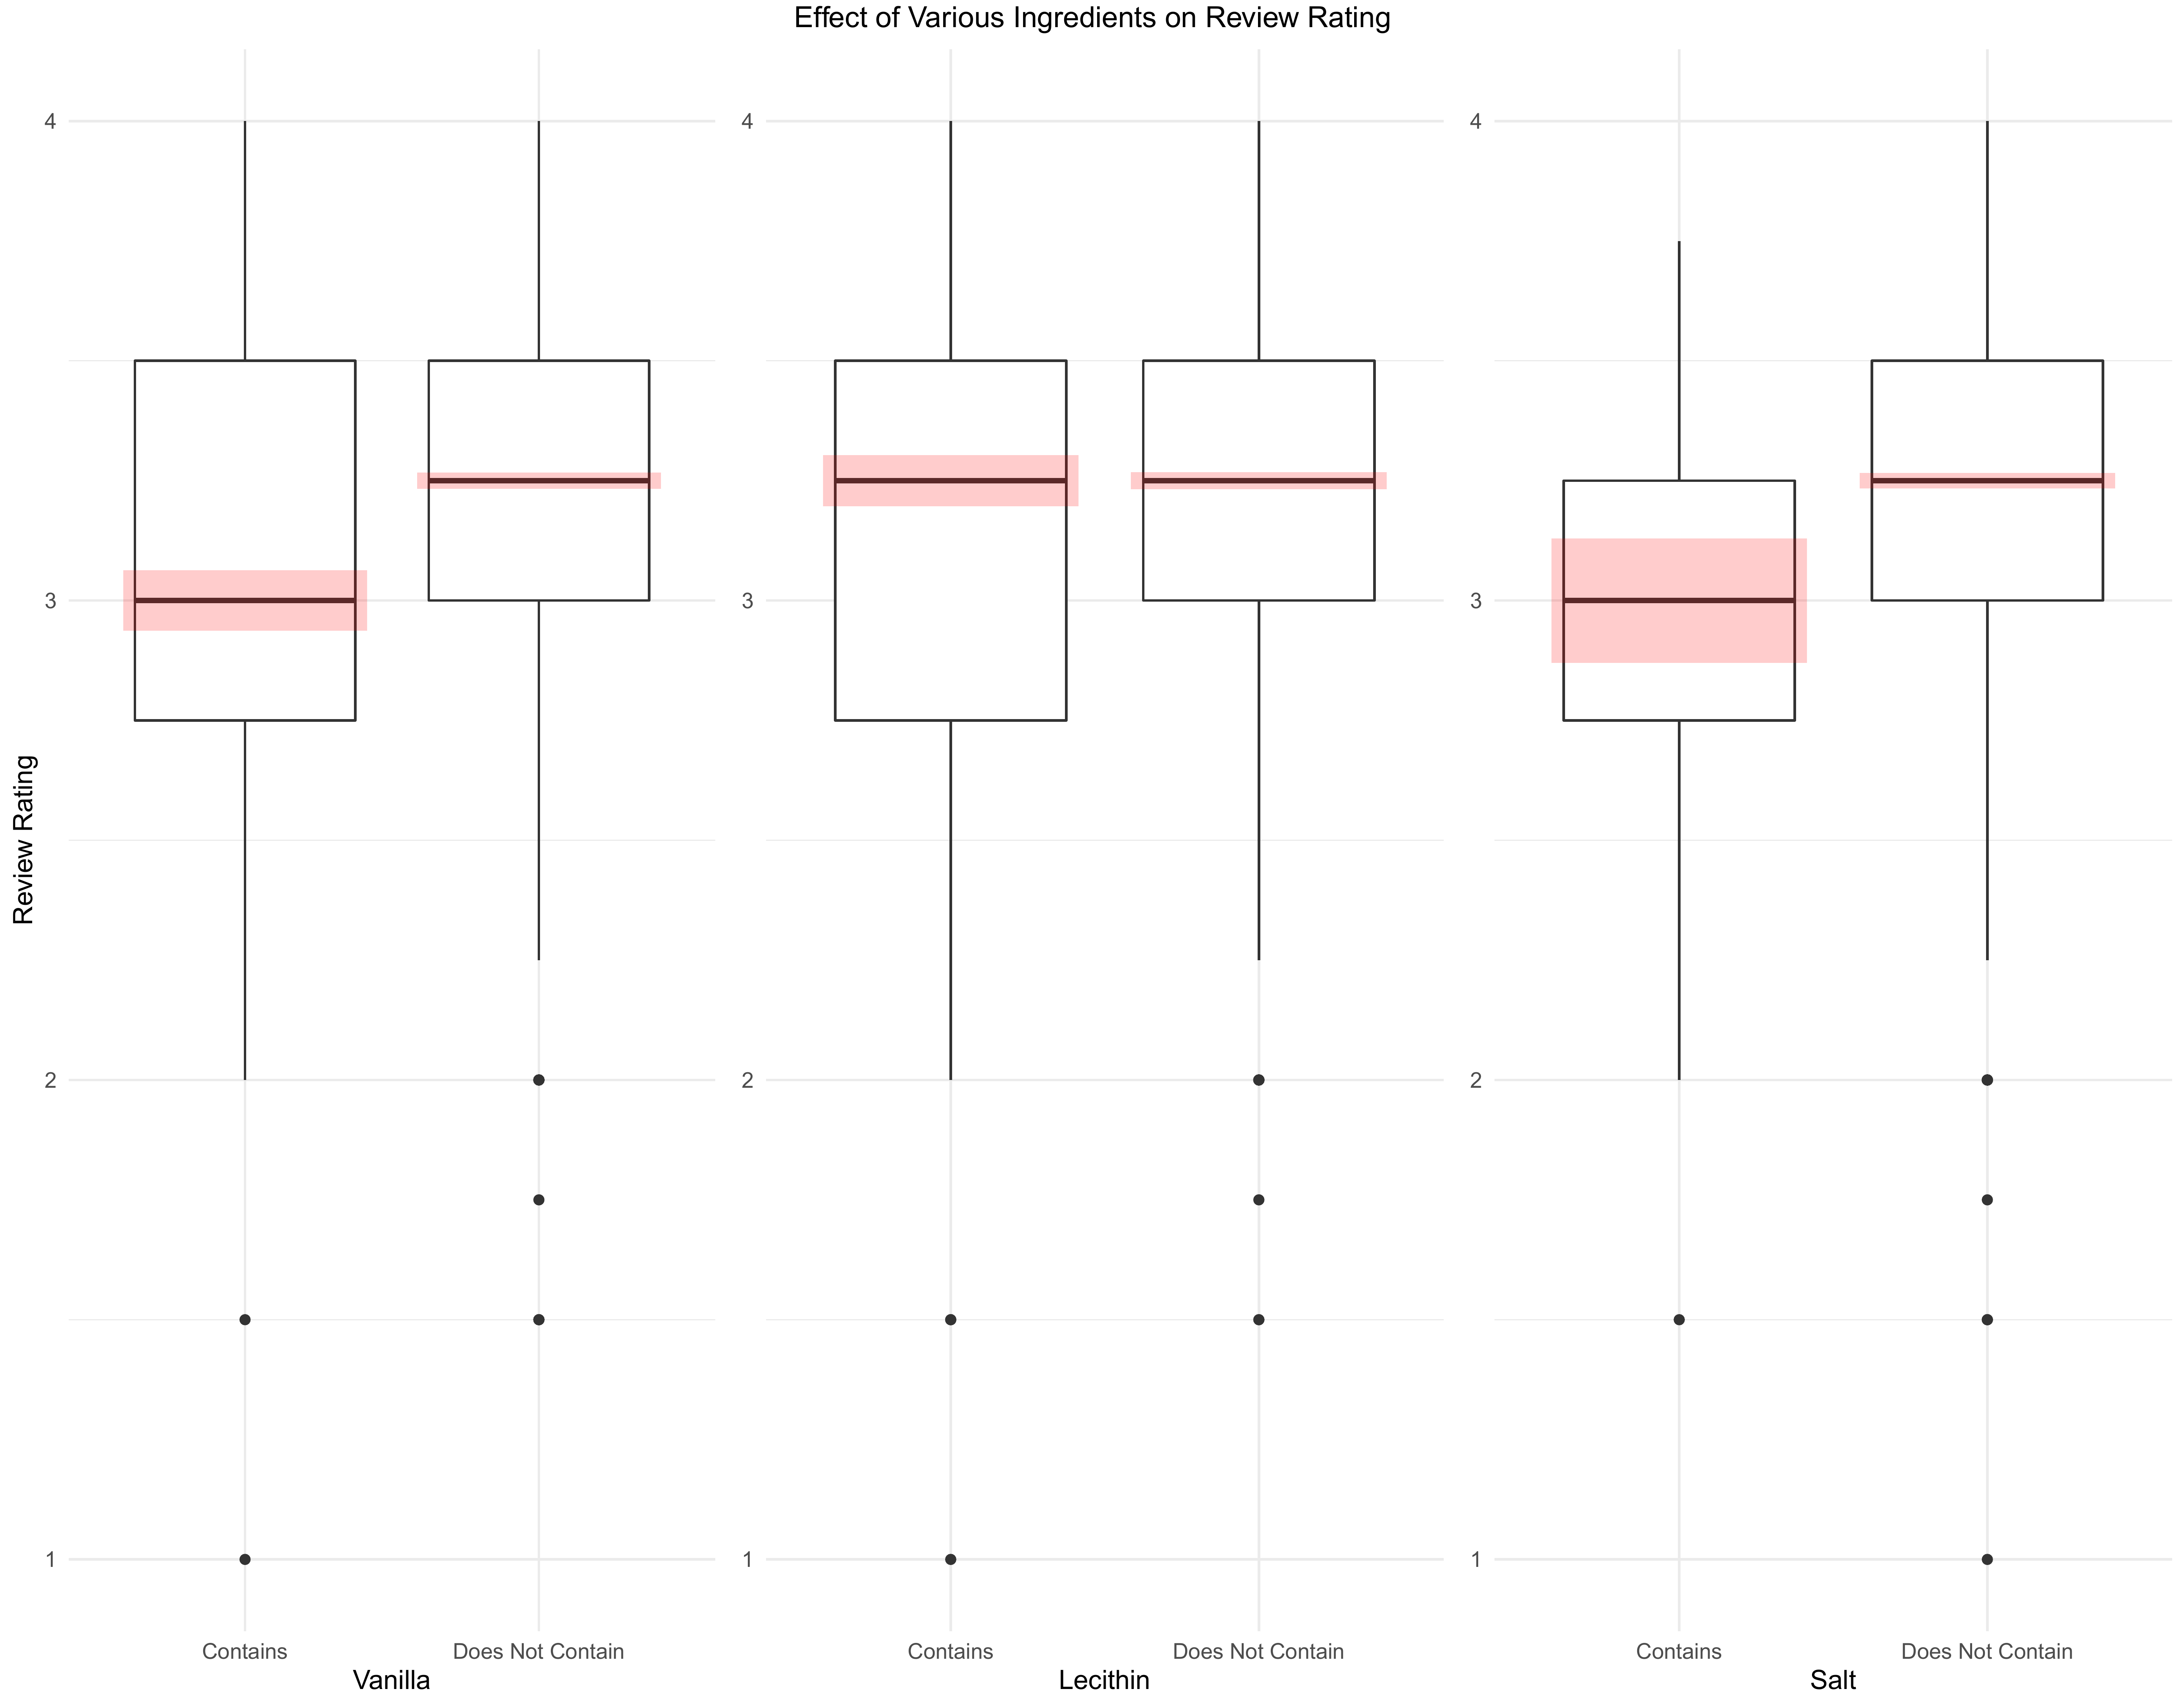 Effect of Various Ingredients on Review Rating
Review Rating
4
3
2
1
Contains
Does Not Contain
Vanilla
4
3
2
1
Contains
Does Not Contain
Lecithin
4
3
2
1
Contains
Does Not Contain
Salt